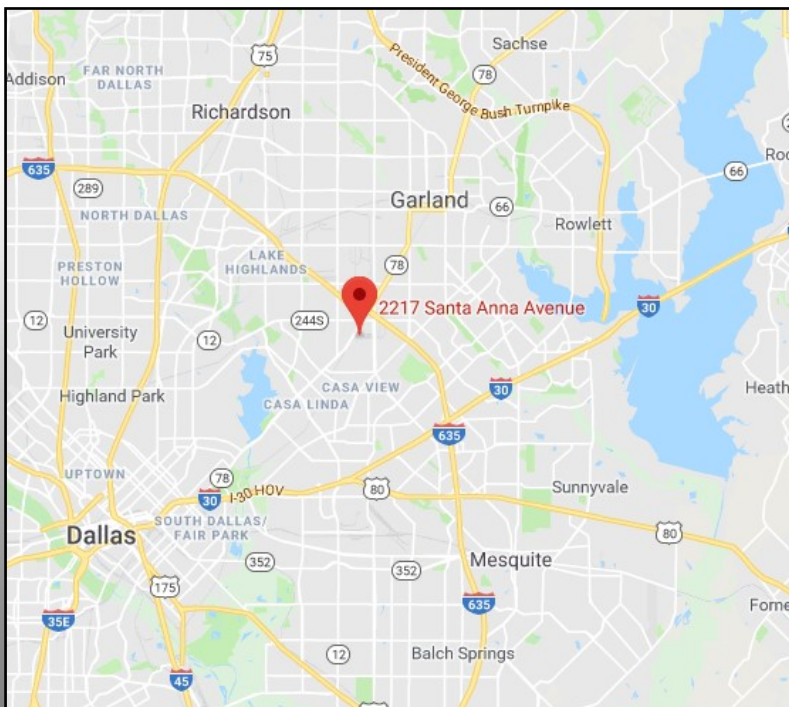 Sachse
75
Addison
FAR NORTH
DALLAS
78
President George Bush Turnpike
Richardson
635
66
289
Garland
66
NORTH DALLAS
Rowlett
LAKE
HIGHLANDS
78
PRESTON
HOLLOW
30
2217 Santa Anna Avenue
12
244S
University
Park
12
CASA VIEW
30
Highland Park
CASA LINDA
635
UPTOWN
78
Sunnyvale
30
I-30 HOV
80
SOUTH DALLAS/
FAIR PARK
Dallas
80
352
352
Mesquite
175
635
35E
12
Balch Springs
45